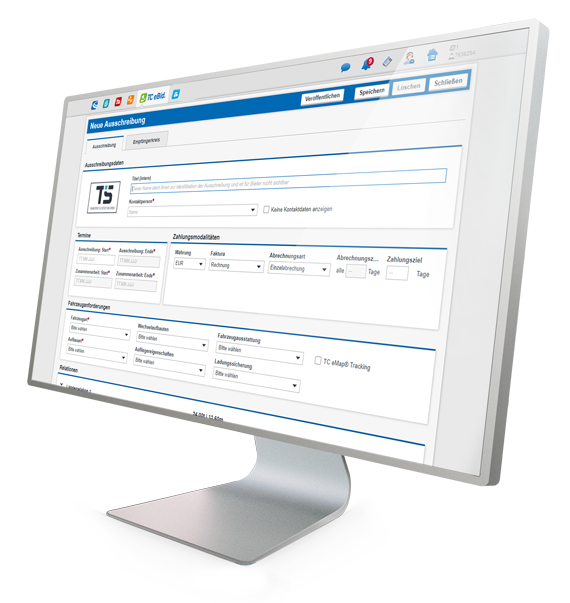 TC eBid.
9
Neue Ausschreibung
Veröffentlichen
Speichern
Löschen
Schließen
Ausschreibung
Empfängerkreis
Ausschreibungsdaten
TIS
Titel (intern)
Dieser Name dient Ihnen zur Identifikation der Ausschreibung und ist für Bieter nicht sichtbar
Kontaktperson*
Name
Keine Kontaktdaten anzeigen
Termine
Ausschreibung: Start*
Ausschreibung: Ende*
TT.MM.JJJJ
TT.MM.JJJJ
Zusammenarbeit: Start*
Zusammenarbeit: Ende*
TT.MM.JJJJ
TT.MM.JJJJ
Zahlungsmodalitäten
Währung
Faktura
Abrechnungsart
Abrechnungsz...
Zahlungsziel
EUR
Rechnung
Einzelabrechnung
alle
--
Tage
--
Tage
Fahrzeuganforderungen
Fahrzeugart*
Wechselaufbauten
Fahrzeugausstattung
Bitte wählen
Bitte wählen
Bitte wählen
TC eMap® Tracking
Aufbauart*
Aufliegereigenschaften
Ladungssicherung
Bitte wählen
Bitte wählen
Bitte wählen
Relationen